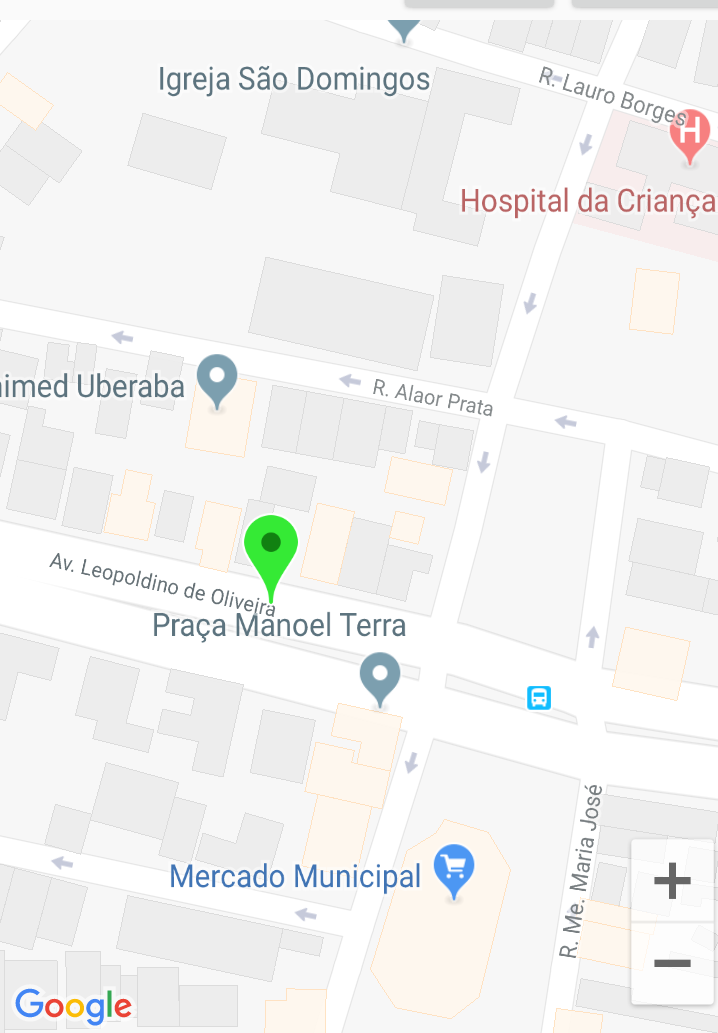 Igreja São Domingos
R. Lauro Borges
H
Hospital da Criança
R. Alaor Prata
Uberaba
Av. Leopoldino de Oliveira
Praça Manoel Terra
R. Me. Maria José
Mercado Municipal
+
−
Google